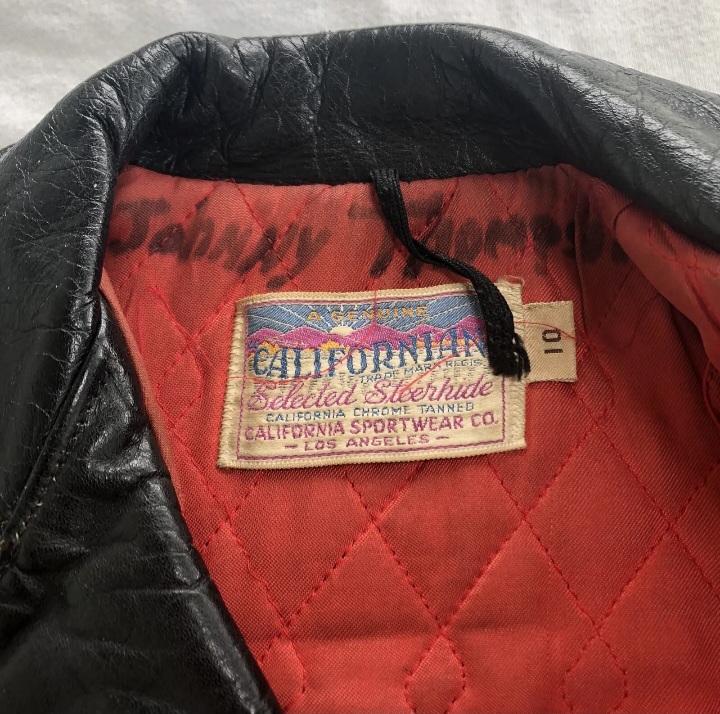 Johnny Thompson
A GENUINE
CALIFORNIAN
TRADE MARK REGIS
Selected Steerhide
CALIFORNIA CHROME TANNED
CALIFORNIA SPORTWEAR CO.
- LOS ANGELES -
10